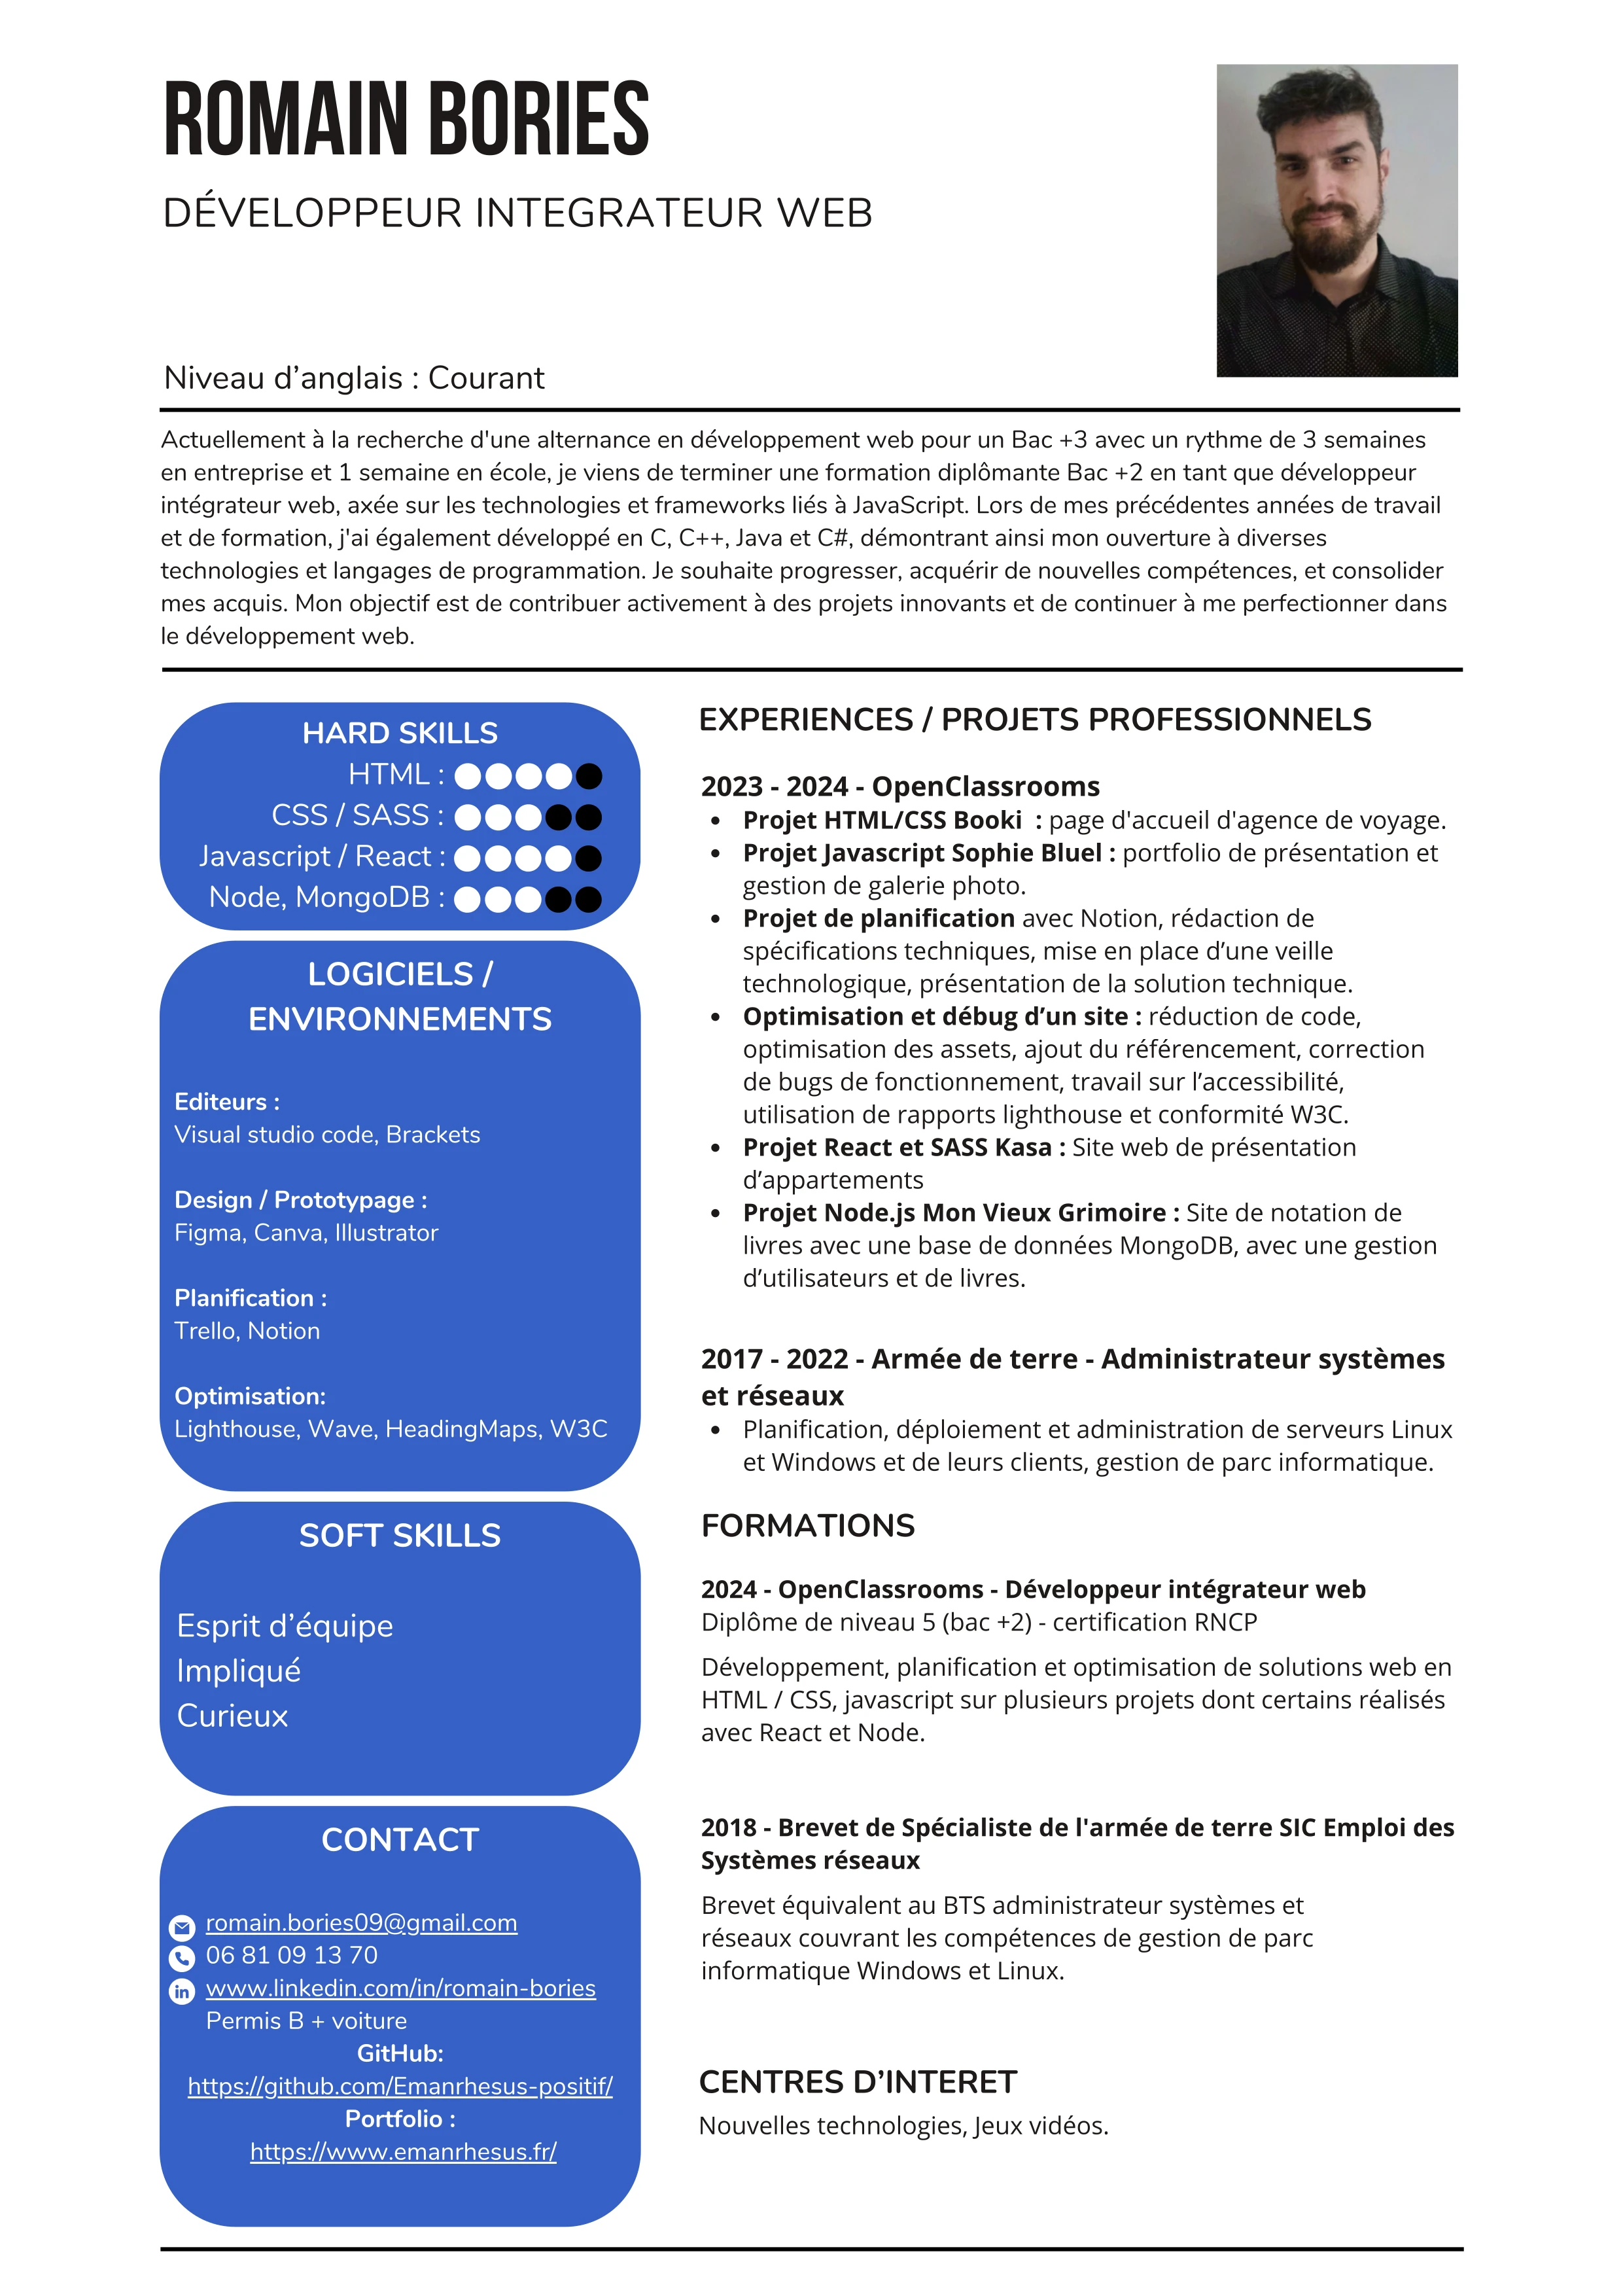 ROMAIN BORIES
DÉVELOPPEUR INTEGRATEUR WEB
Niveau d’anglais : Courant
Actuellement à la recherche d'une alternance en développement web pour un Bac +3 avec un rythme de 3 semaines
en entreprise et 1 semaine en école, je viens de terminer une formation diplômante Bac +2 en tant que développeur
intégrateur web, axée sur les technologies et frameworks liés à JavaScript. Lors de mes précédentes années de travail
et de formation, j'ai également développé en C, C++, Java et C#, démontrant ainsi mon ouverture à diverses
technologies et langages de programmation. Je souhaite progresser, acquérir de nouvelles compétences, et consolider
mes acquis. Mon objectif est de contribuer activement à des projets innovants et de continuer à me perfectionner dans
le développement web.
HARD SKILLS
HTML :
CSS / SASS :
Javascript / React :
Node, MongoDB :
LOGICIELS /
ENVIRONNEMENTS
Editeurs :
Visual studio code, Brackets
Design / Prototypage :
Figma, Canva, Illustrator
Planification :
Trello, Notion
Optimisation:
Lighthouse, Wave, HeadingMaps, W3C
SOFT SKILLS
Esprit d’équipe
Impliqué
Curieux
CONTACT
romain.bories09@gmail.com
06 81 09 13 70
www.linkedin.com/in/romain-bories
Permis B + voiture
GitHub:
https://github.com/Emanrhesus-positif/
Portfolio :
https://www.emanrhesus.fr/
EXPERIENCES / PROJETS PROFESSIONNELS
2023 - 2024 - OpenClassrooms
• Projet HTML/CSS Booki  : page d'accueil d'agence de voyage.
• Projet Javascript Sophie Bluel : portfolio de présentation et
gestion de galerie photo.
• Projet de planification avec Notion, rédaction de
spécifications techniques, mise en place d’une veille
technologique, présentation de la solution technique.
• Optimisation et débug d’un site : réduction de code,
optimisation des assets, ajout du référencement, correction
de bugs de fonctionnement, travail sur l’accessibilité,
utilisation de rapports lighthouse et conformité W3C.
• Projet React et SASS Kasa : Site web de présentation
d’appartements
• Projet Node.js Mon Vieux Grimoire : Site de notation de
livres avec une base de données MongoDB, avec une gestion
d’utilisateurs et de livres.
2017 - 2022 - Armée de terre - Administrateur systèmes
et réseaux
• Planification, déploiement et administration de serveurs Linux
et Windows et de leurs clients, gestion de parc informatique.
FORMATIONS
2024 - OpenClassrooms - Développeur intégrateur web
Diplôme de niveau 5 (bac +2) - certification RNCP
Développement, planification et optimisation de solutions web en
HTML / CSS, javascript sur plusieurs projets dont certains réalisés
avec React et Node.
2018 - Brevet de Spécialiste de l'armée de terre SIC Emploi des
Systèmes réseaux
Brevet équivalent au BTS administrateur systèmes et
réseaux couvrant les compétences de gestion de parc
informatique Windows et Linux.
CENTRES D’INTERET
Nouvelles technologies, Jeux vidéos.